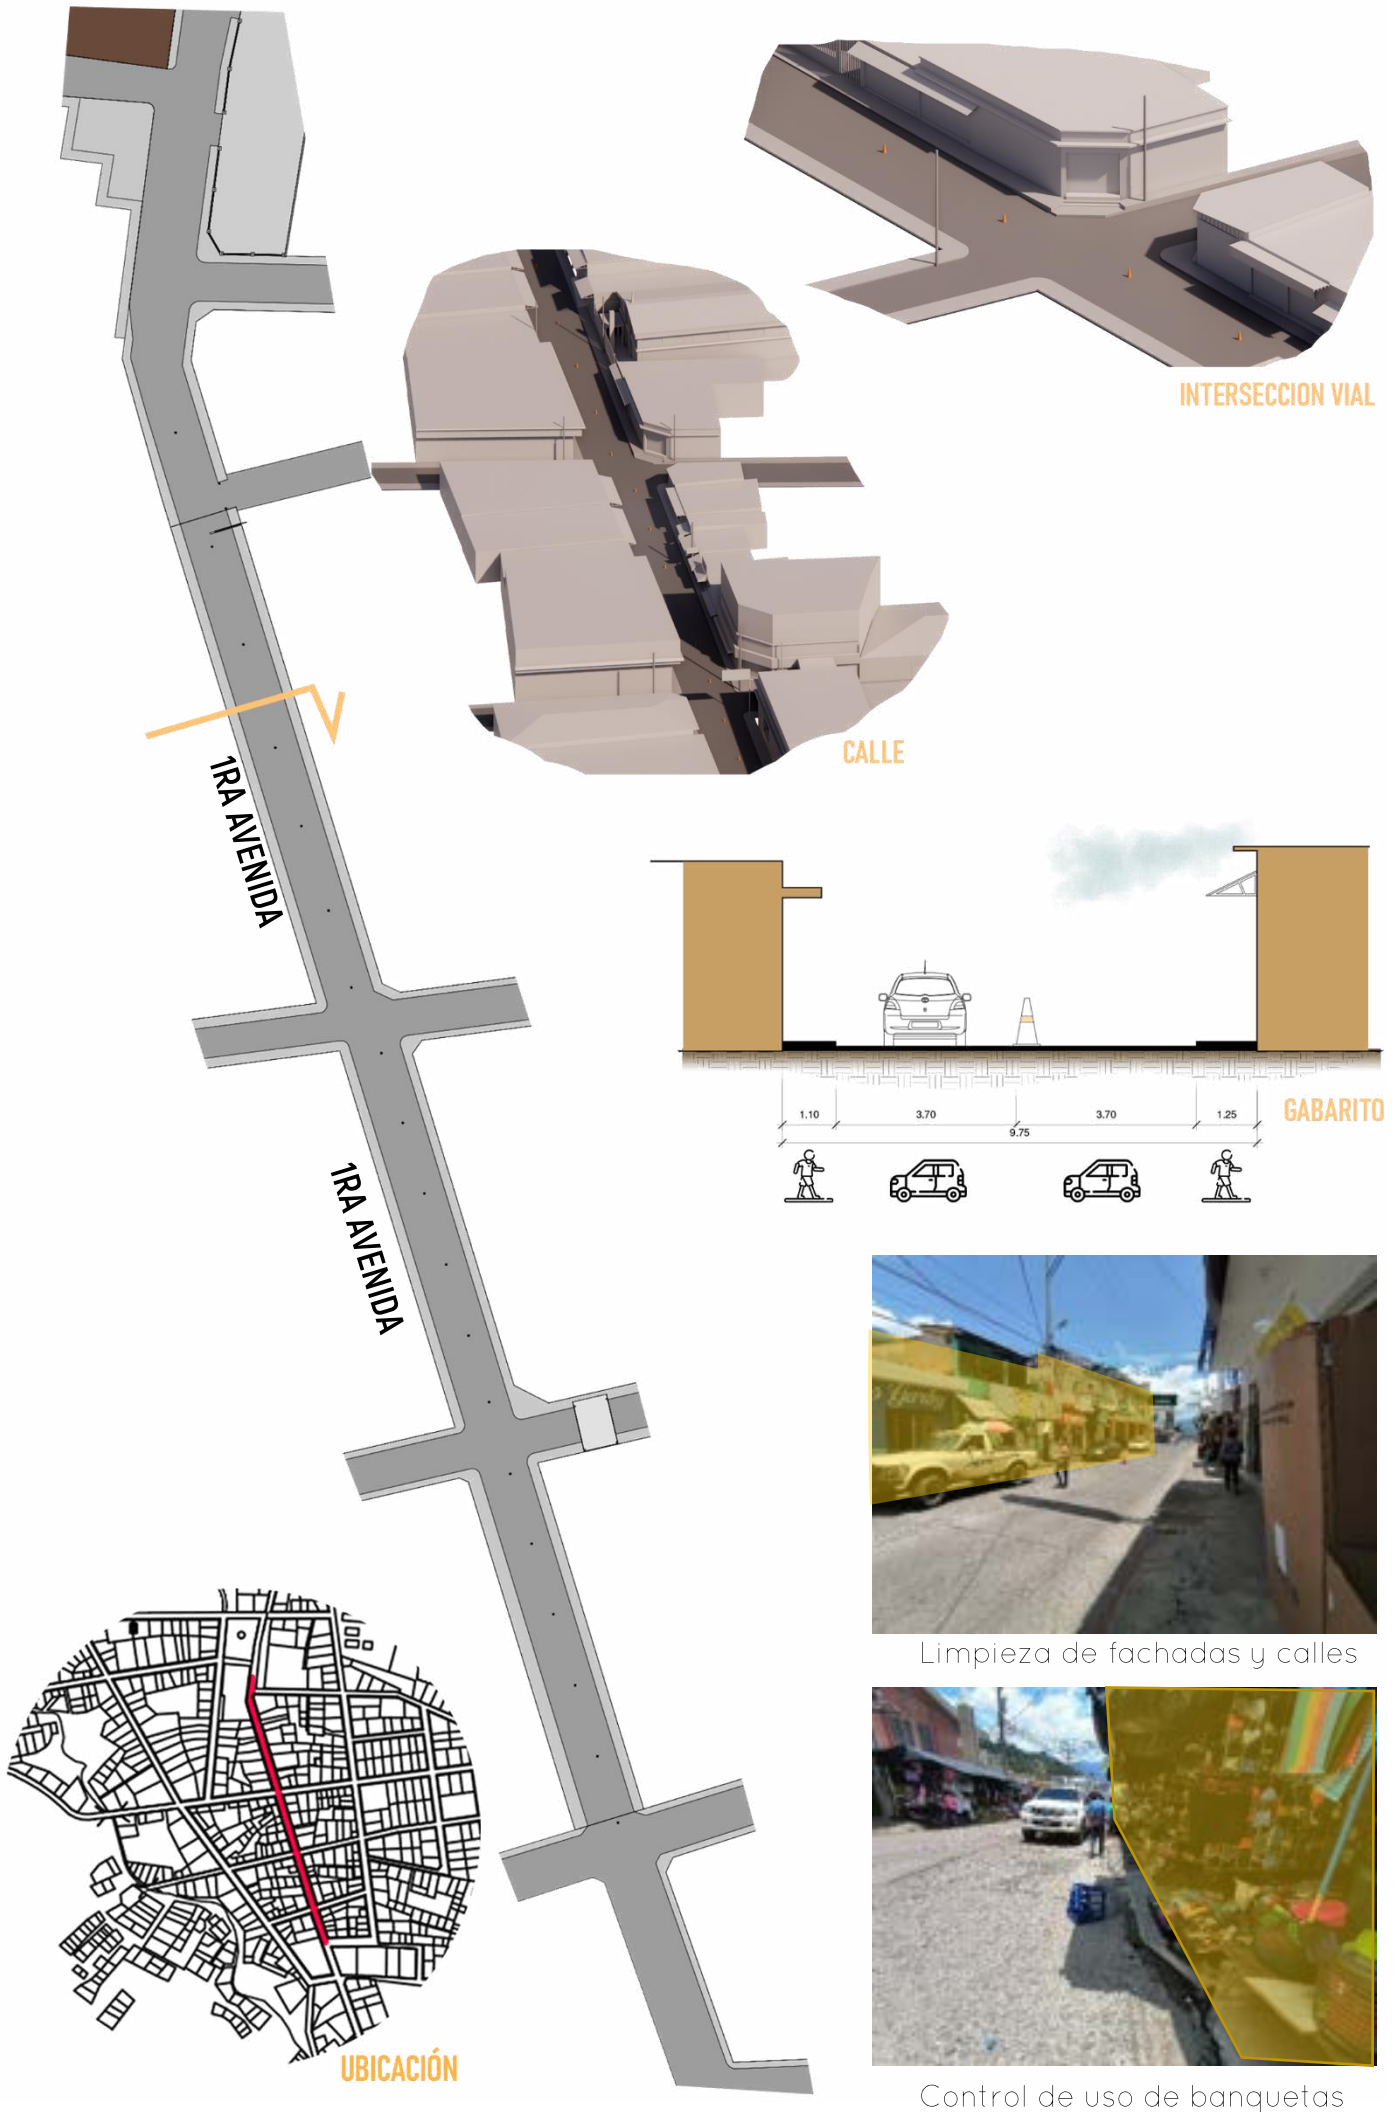 INTERSECCION VIAL
CALLE
1RA AVENIDA
GABARITO
1.10
3.70
3.70
1.25
9.75
1RA AVENIDA
Limpieza de fachadas y calles
UBICACIÓN
Control de uso de banquetas